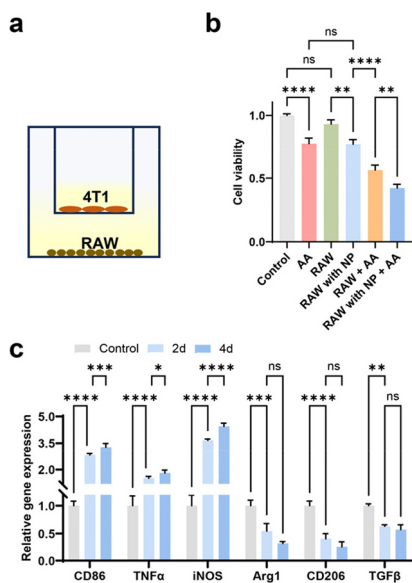 a
4T1
RAW
b
ns
ns ****
**** ** **
Cell viability
1.0
0.5
0.0
Control
AA
RAW
RAW with NP
RAW + AA
RAW with NP + AA
c
Control 2d 4d
*** * **** ns ns **
**** **** **** *** **** ns
Relative gene expression
5.0
3.5
2.5
1.0
0.5
0.0
CD86 TNFα iNOS Arg1 CD206 TGFβ